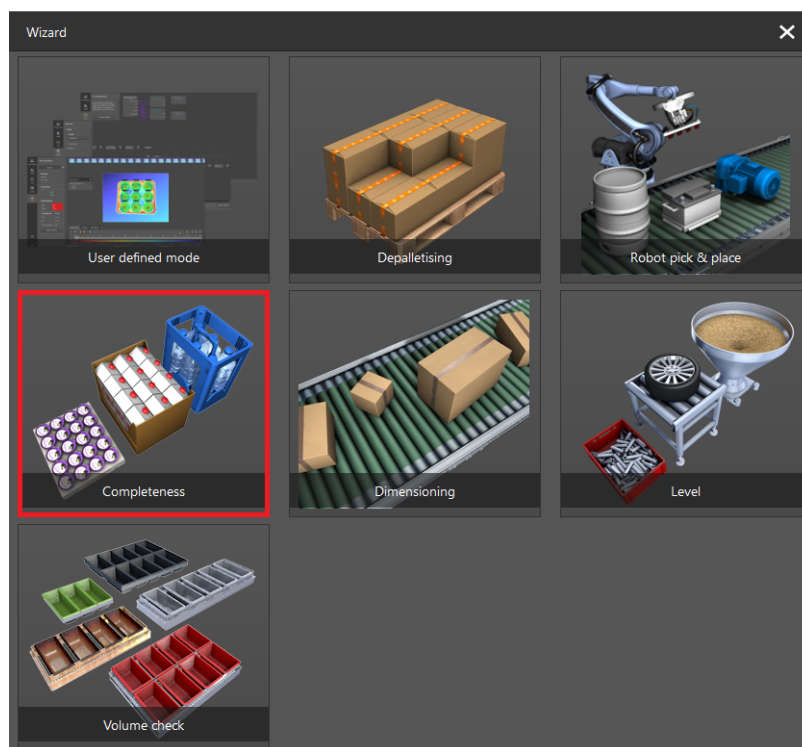 Wizard
User defined mode
Depalletising
Robot pick & place
Completeness
Dimensioning
Level
Volume check